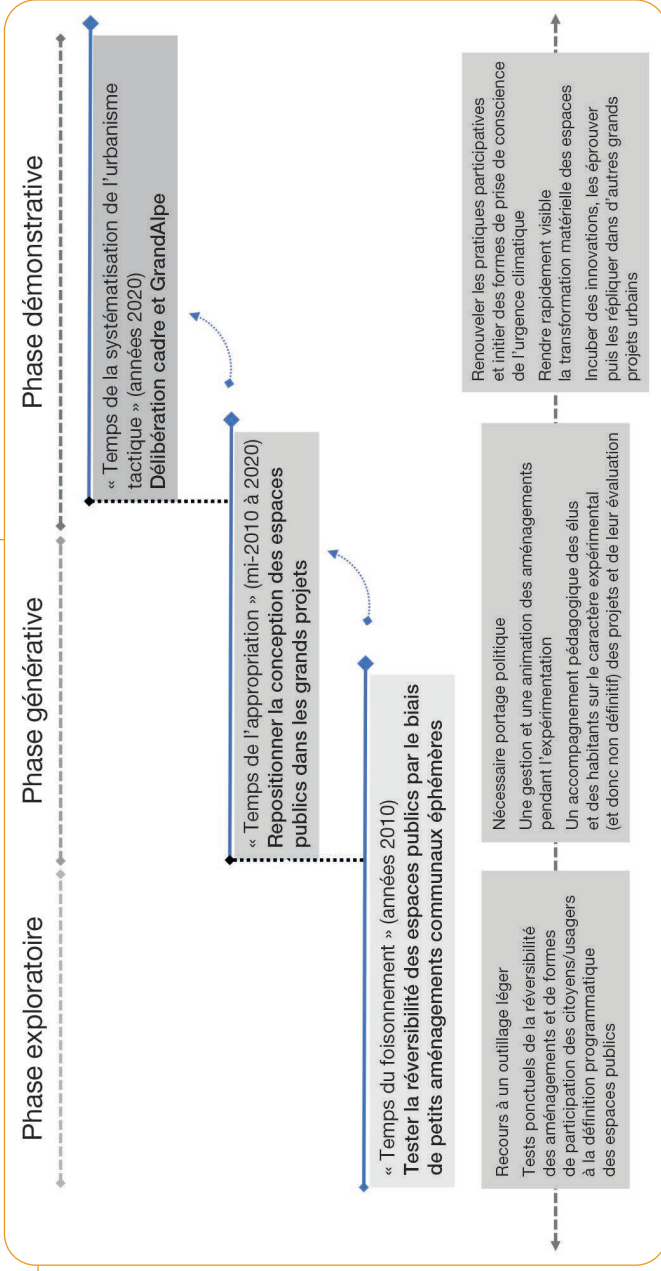 Phase exploratoire
Phase générative
Phase démonstrative
« Temps de la systématisation de l'urbanisme
tactique » (années 2020)
Délibération cadre et GrandAlpe
« Temps de l'appropriation » (mi-2010 à 2020)
Repositionner la conception des espaces
publics dans les grands projets
« Temps du foisonnement » (années 2010)
Tester la réversibilité des espaces publics par le biais
de petits aménagements communaux éphémères
Recours à un outillage léger
Tests ponctuels de la réversibilité
des aménagements et de formes
de participation des citoyens/usagers
à la définition programmatique
des espaces publics
Nécessaire portage politique
Une gestion et une animation des aménagements
pendant l'expérimentation
Un accompagnement pédagogique des élus
et des habitants sur le caractère expérimental
(et donc non définitif) des projets et de leur évaluation
Renouveler les pratiques participatives
et initier des formes de prise de conscience
de l'urgence climatique
Rendre rapidement visible
la transformation matérielle des espaces
Incuber des innovations, les éprouver
puis les répliquer dans d'autres grands
projets urbains